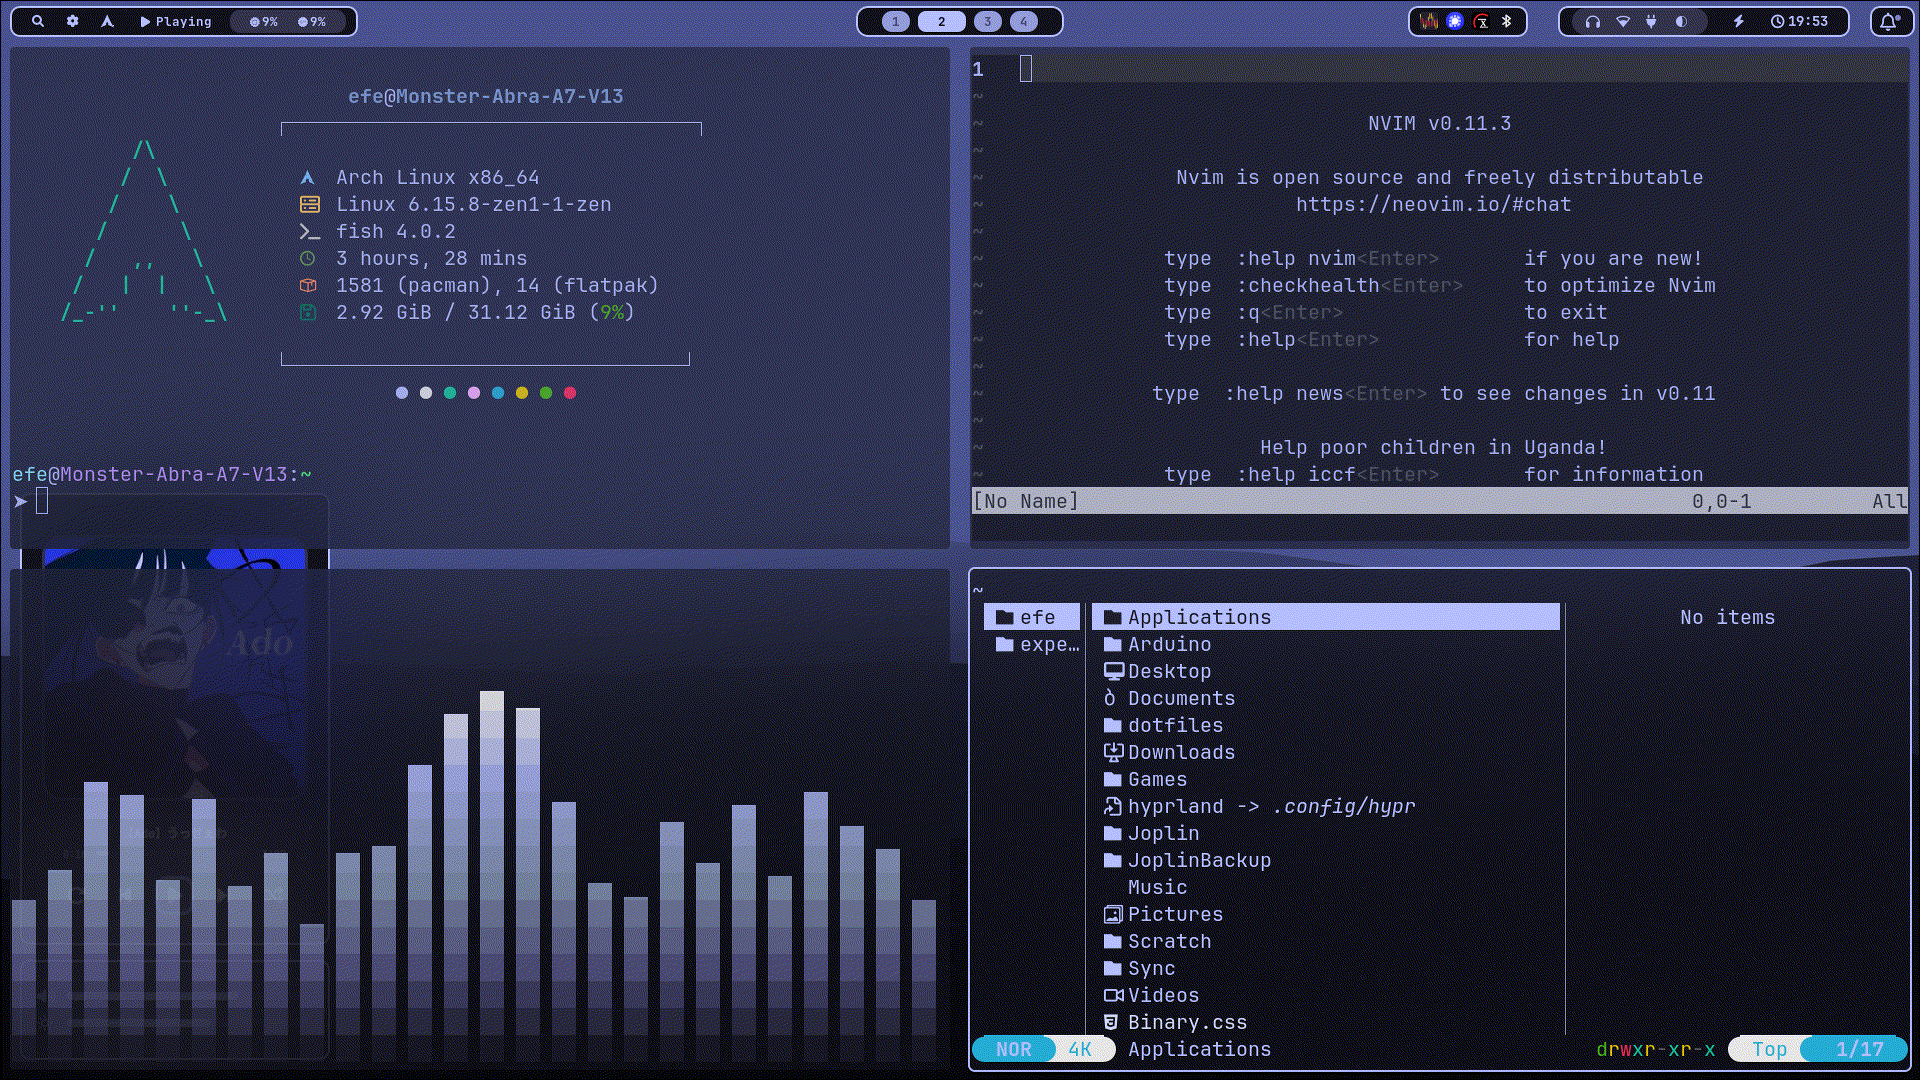 Playing 9% 9%
1 2 3 4
19:53
efe@Monster-Abra-A7-V13
Arch Linux x86_64
Linux 6.15.8-zen1-1-zen
fish 4.0.2
3 hours, 28 mins
1581 (pacman), 14 (flatpak)
2.92 GiB / 31.12 GiB (9%)
efe@Monster-Abra-A7-V13:~
1
NVIM v0.11.3
Nvim is open source and freely distributable
https://neovim.io/#chat
type :help nvim<Enter> if you are new!
type :checkhealth<Enter> to optimize Nvim
type :q<Enter> to exit
type :help<Enter> for help
type :help news<Enter> to see changes in v0.11
Help poor children in Uganda!
type :help iccf<Enter> for information
[No Name] 0,0-1 All
Ado
~
efe
expe…
Applications
Arduino
Desktop
Documents
dotfiles
Downloads
Games
hyprland -> .config/hypr
Joplin
JoplinBackup
Music
Pictures
Scratch
Sync
Videos
Binary.css
No items
NOR 4K Applications drwxr-xr-x Top 1/17